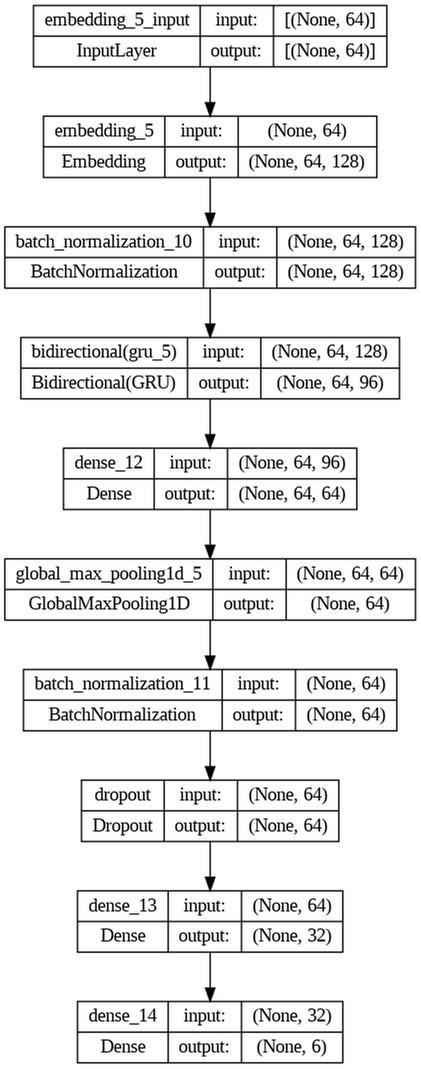 embedding_5_input input: [(None, 64)]
InputLayer output: [(None, 64)]
embedding_5 input: (None, 64)
Embedding output: (None, 64, 128)
batch_normalization_10 input: (None, 64, 128)
BatchNormalization output: (None, 64, 128)
bidirectional(gru_5) input: (None, 64, 128)
Bidirectional(GRU) output: (None, 64, 96)
dense_12 input: (None, 64, 96)
Dense output: (None, 64, 64)
global_max_pooling1d_5 input: (None, 64, 64)
GlobalMaxPooling1D output: (None, 64)
batch_normalization_11 input: (None, 64)
BatchNormalization output: (None, 64)
dropout input: (None, 64)
Dropout output: (None, 64)
dense_13 input: (None, 64)
Dense output: (None, 32)
dense_14 input: (None, 32)
Dense output: (None, 6)